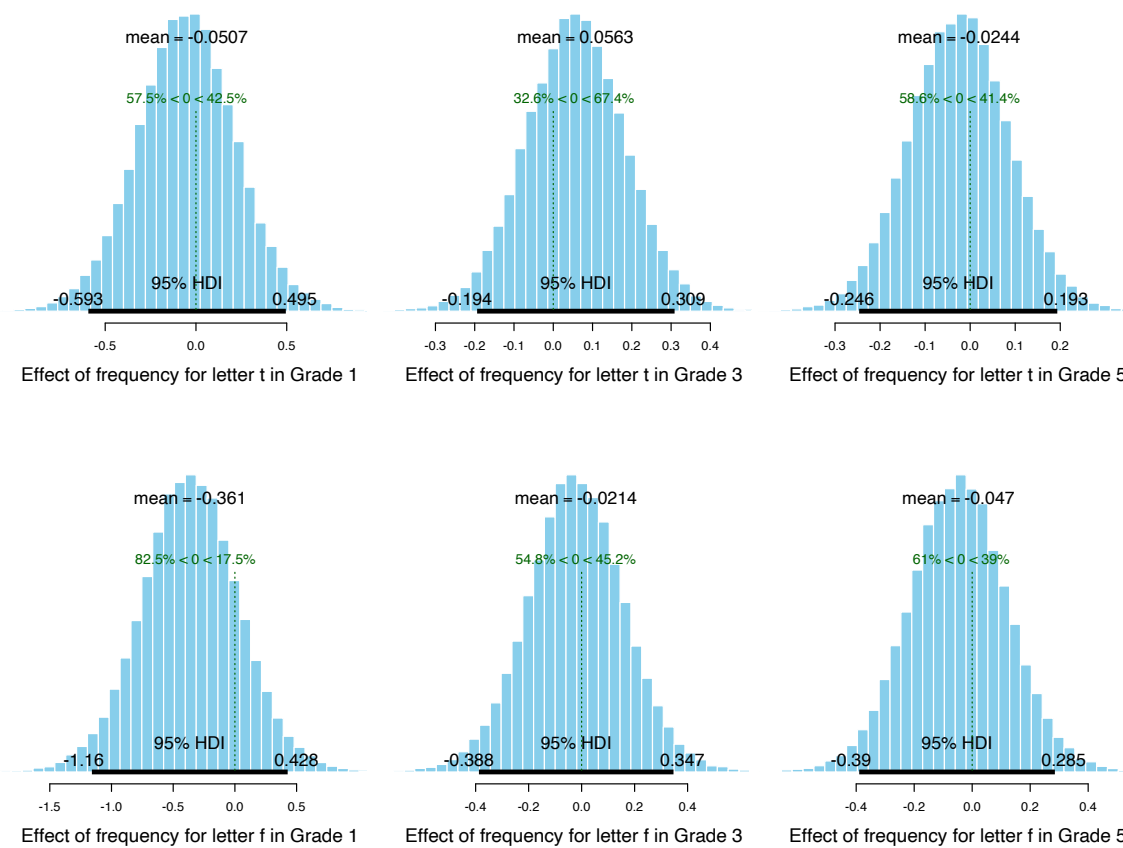 mean = -0.0507
57.5% < 0 < 42.5%
95% HDI
-0.593
0.495
-0.5 0.0 0.5
Effect of frequency for letter t in Grade 1
mean = 0.0563
32.6% < 0 < 67.4%
95% HDI
-0.194
0.309
-0.3 -0.2 -0.1 0.0 0.1 0.2 0.3 0.4
Effect of frequency for letter t in Grade 3
mean = -0.0244
58.6% < 0 < 41.4%
95% HDI
-0.246
0.193
-0.3 -0.2 -0.1 0.0 0.1 0.2
Effect of frequency for letter t in Grade 5
mean = -0.361
82.5% < 0 < 17.5%
95% HDI
-1.16
0.428
-1.5 -1.0 -0.5 0.0 0.5
Effect of frequency for letter f in Grade 1
mean = -0.0214
54.8% < 0 < 45.2%
95% HDI
-0.388
0.347
-0.4 -0.2 0.0 0.2 0.4
Effect of frequency for letter f in Grade 3
mean = -0.047
61% < 0 < 39%
95% HDI
-0.39
0.285
-0.4 -0.2 0.0 0.2 0.4
Effect of frequency for letter f in Grade 5